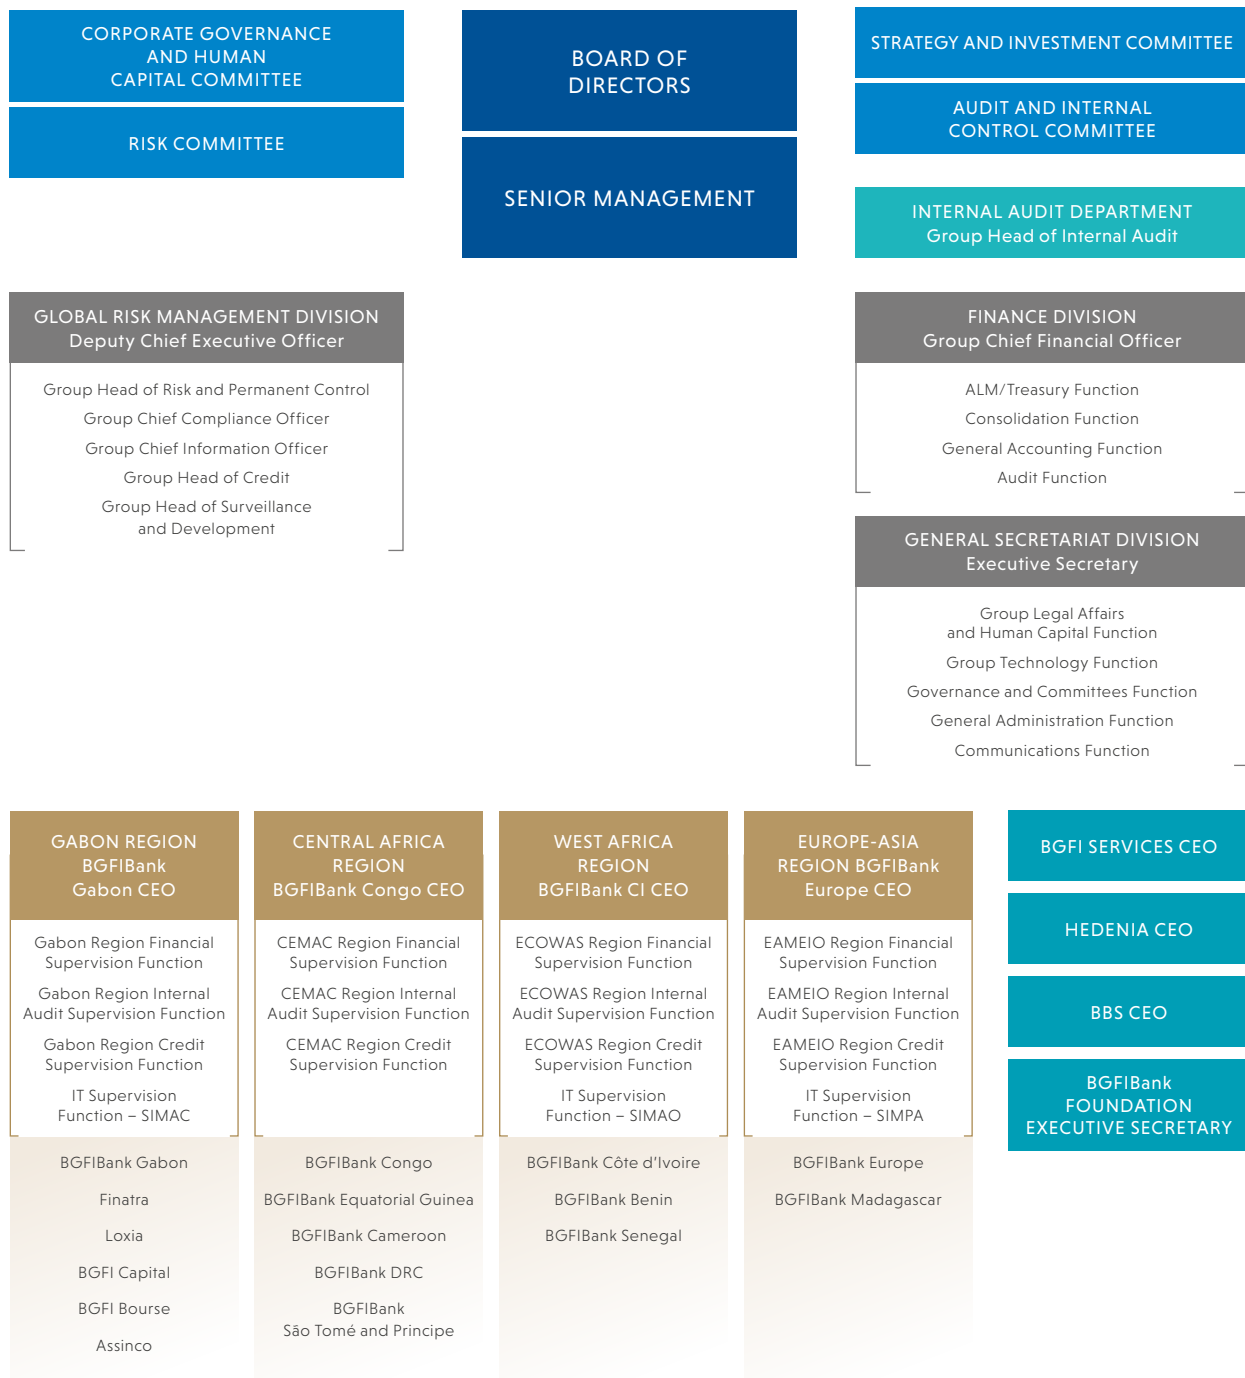 CORPORATE GOVERNANCE
AND HUMAN
CAPITAL COMMITTEE
RISK COMMITTEE
BOARD OF
DIRECTORS
SENIOR MANAGEMENT
STRATEGY AND INVESTMENT COMMITTEE
AUDIT AND INTERNAL
CONTROL COMMITTEE
INTERNAL AUDIT DEPARTMENT
Group Head of Internal Audit
GLOBAL RISK MANAGEMENT DIVISION
Deputy Chief Executive Officer
Group Head of Risk and Permanent Control
Group Chief Compliance Officer
Group Chief Information Officer
Group Head of Credit
Group Head of Surveillance
and Development
FINANCE DIVISION
Group Chief Financial Officer
ALM/Treasury Function
Consolidation Function
General Accounting Function
Audit Function
GENERAL SECRETARIAT DIVISION
Executive Secretary
Group Legal Affairs
and Human Capital Function
Group Technology Function
Governance and Committees Function
General Administration Function
Communications Function
GABON REGION
BGFIBank
Gabon CEO
Gabon Region Financial
Supervision Function
Gabon Region Internal
Audit Supervision Function
Gabon Region Credit
Supervision Function
IT Supervision
Function – SIMAC
BGFIBank Gabon
Finatra
Loxia
BGFI Capital
BGFI Bourse
Assinco
CENTRAL AFRICA
REGION
BGFIBank Congo CEO
CEMAC Region Financial
Supervision Function
CEMAC Region Internal
Audit Supervision Function
CEMAC Region Credit
Supervision Function
BGFIBank Congo
BGFIBank Equatorial Guinea
BGFIBank Cameroon
BGFIBank DRC
BGFIBank
São Tomé and Principe
WEST AFRICA
REGION
BGFIBank CI CEO
ECOWAS Region Financial
Supervision Function
ECOWAS Region Internal
Audit Supervision Function
ECOWAS Region Credit
Supervision Function
IT Supervision
Function – SIMAO
BGFIBank Côte d’Ivoire
BGFIBank Benin
BGFIBank Senegal
EUROPE-ASIA
REGION BGFIBank
Europe CEO
EAMEIO Region Financial
Supervision Function
EAMEIO Region Internal
Audit Supervision Function
EAMEIO Region Credit
Supervision Function
IT Supervision
Function – SIMPA
BGFIBank Europe
BGFIBank Madagascar
BGFI SERVICES CEO
HEDENIA CEO
BBS CEO
BGFIBank
FOUNDATION
EXECUTIVE SECRETARY